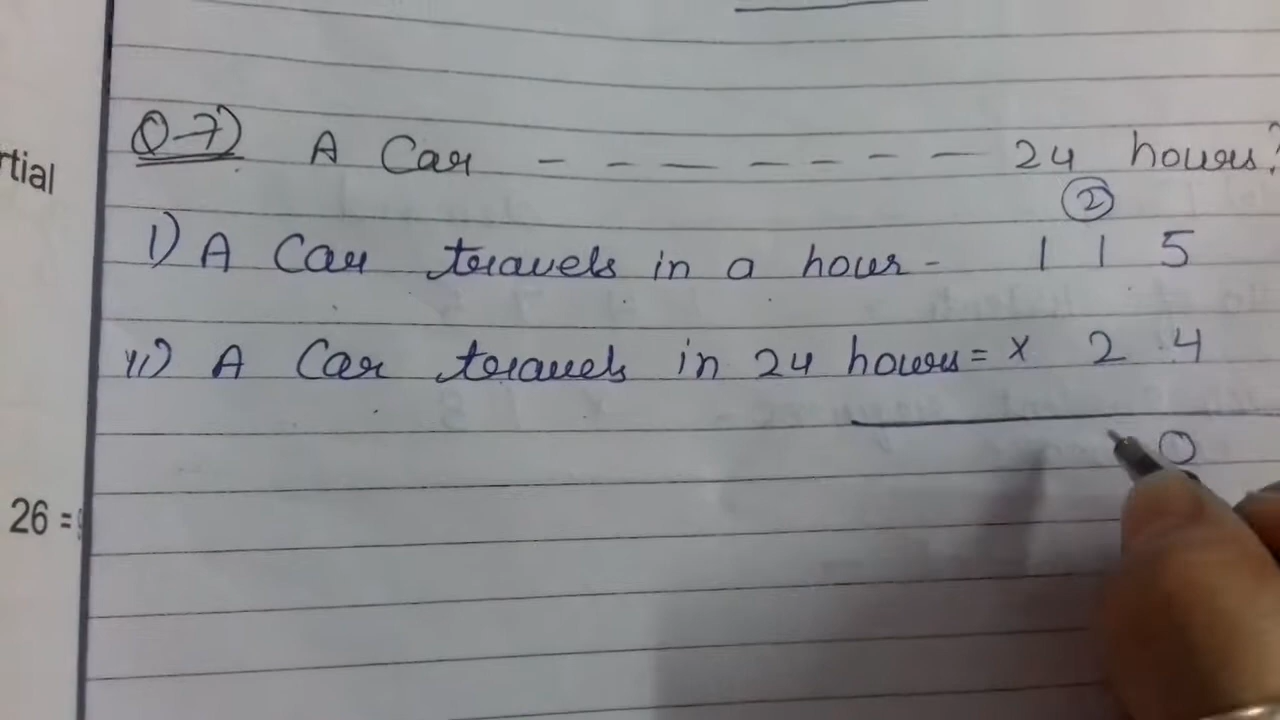 rtial
Q-7) A Car - - - - - - - - 24 hours?
2
i) A Car travels in a hour - 1 1 5
ii) A Car travels in 24 hours = x 2 4
0
26 =